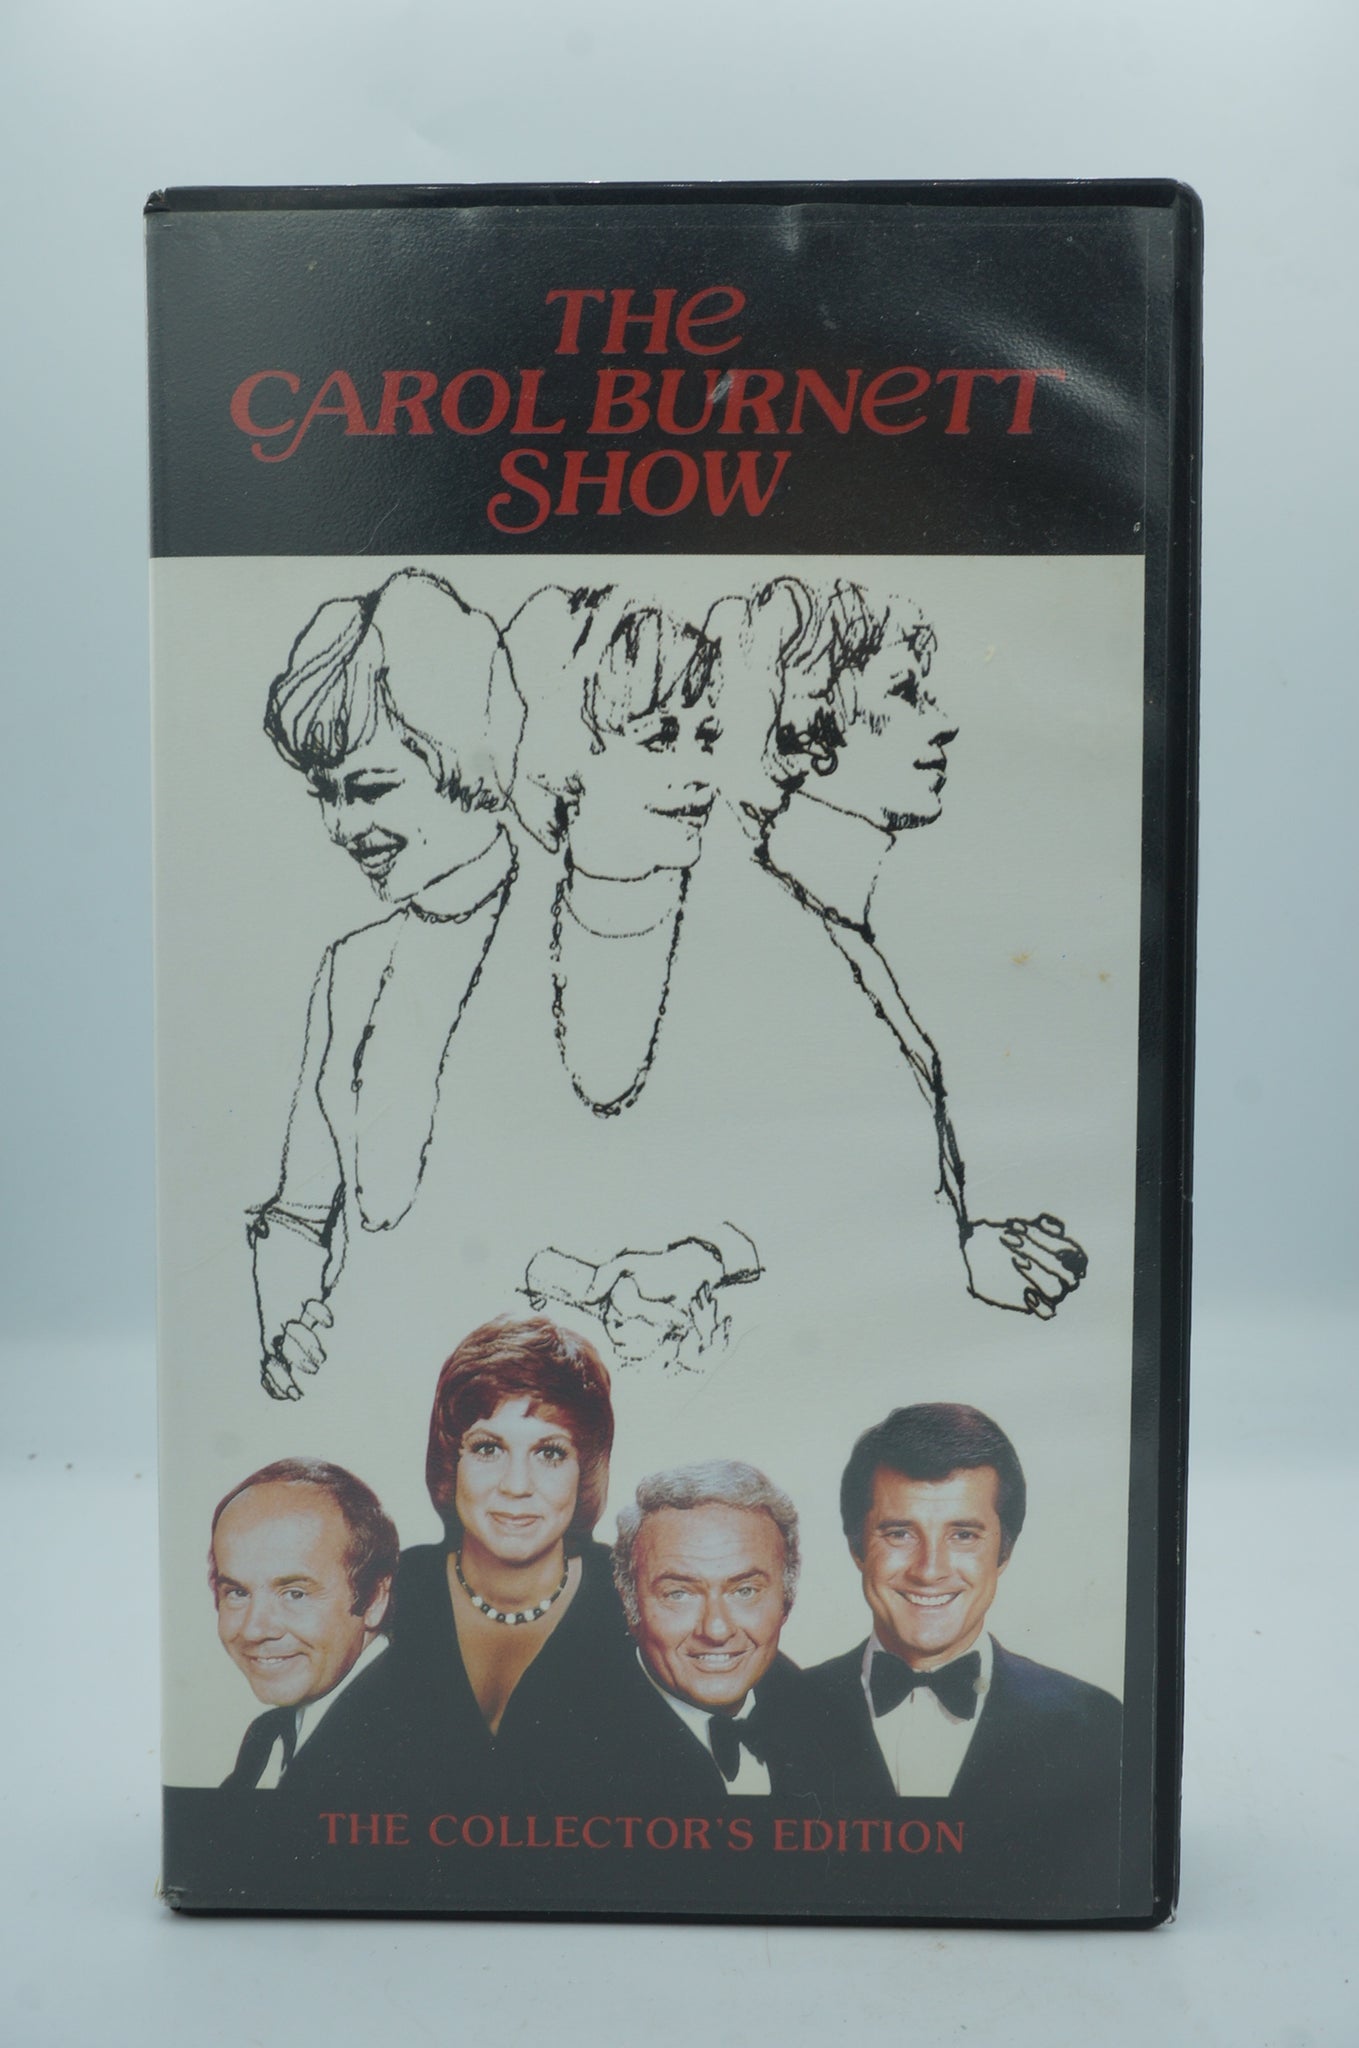 THE
CAROL BURNETT
SHOW
THE COLLECTOR'S EDITION